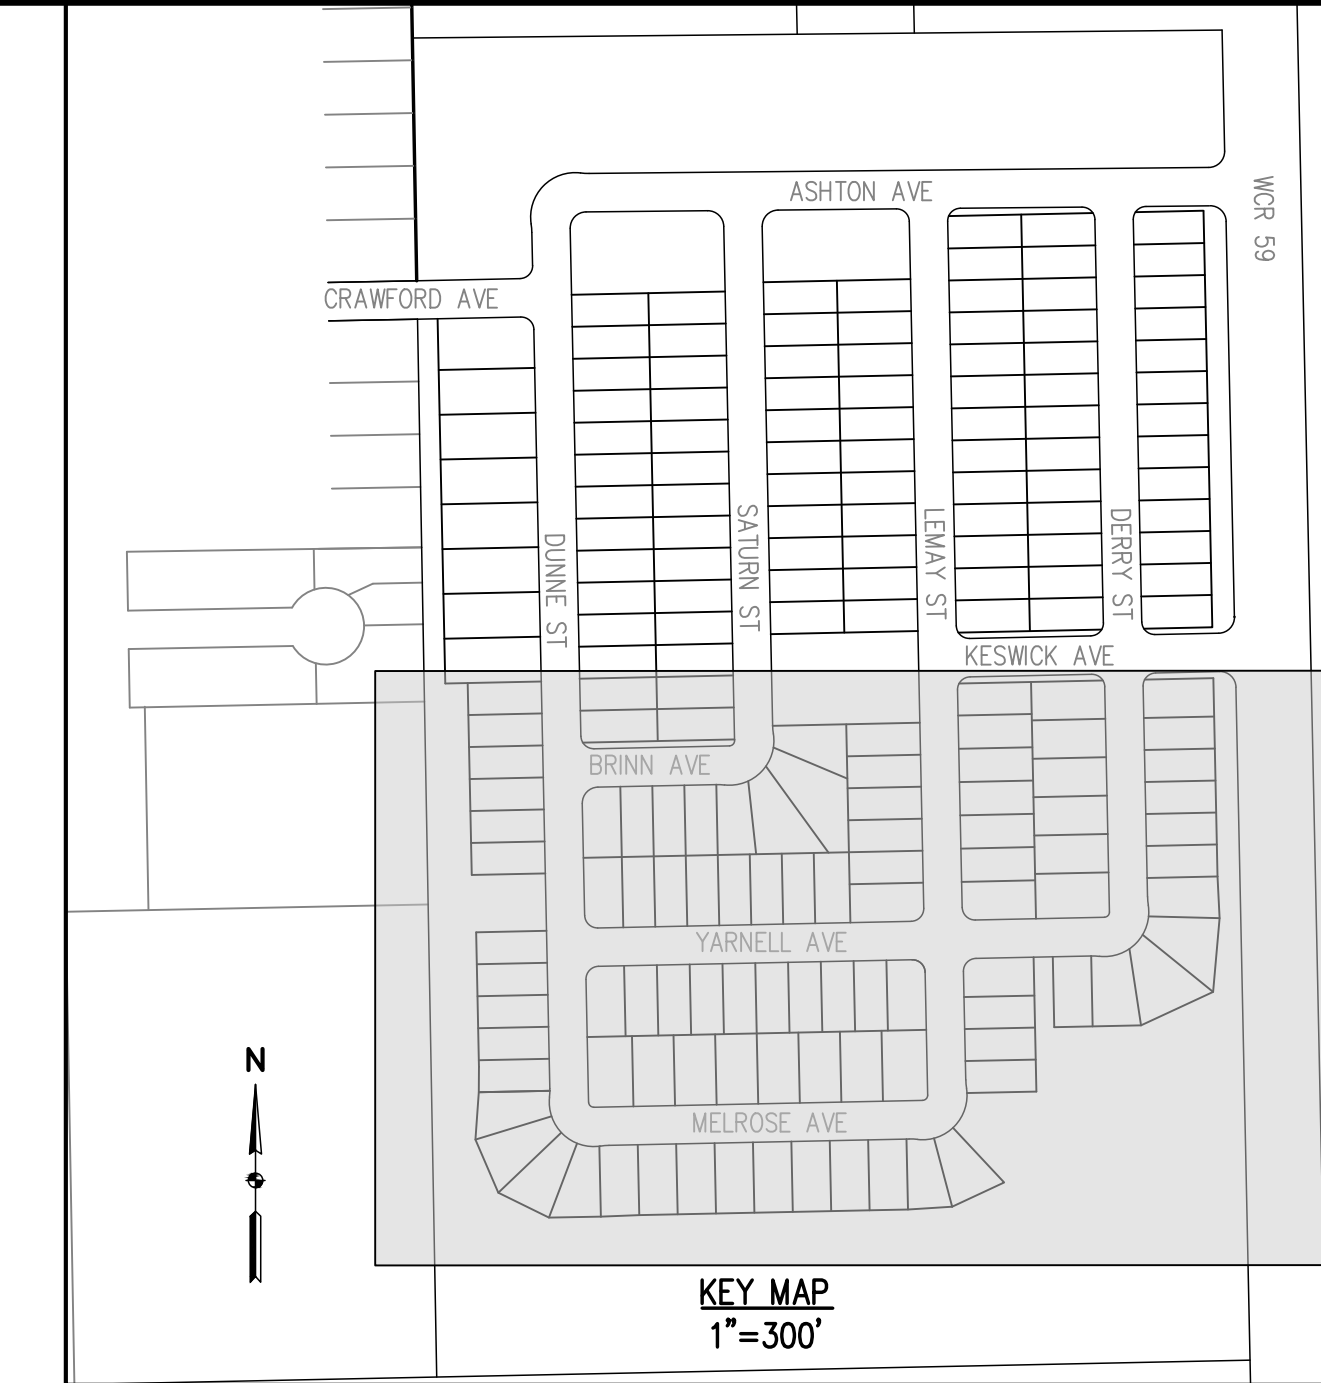 ASHTON AVE
WCR 59
CRAWFORD AVE
DUNNE ST
SATURN ST
LEMAY ST
DERRY ST
KESWICK AVE
BRINN AVE
YARNELL AVE
N
MELROSE AVE
KEY MAP
1"=300'